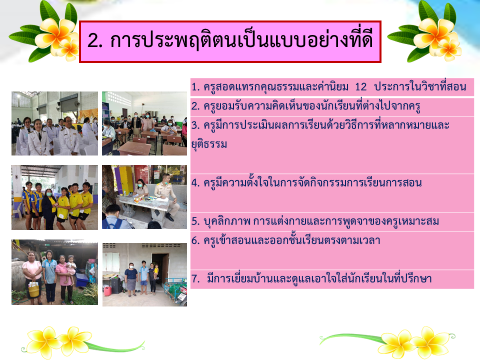 2. การประพฤติตนเป็นแบบอย่างที่ดี
1. ครูสอดแทรกคุณธรรมและค่านิยม 12 ประการในวิชาที่สอน
2. ครูยอมรับความคิดเห็นของนักเรียนที่ต่างไปจากครู
3. ครูมีการประเมินผลการเรียนด้วยวิธีการที่หลากหมายและ
ยุติธรรม
4. ครูมีความตั้งใจในการจัดกิจกรรมการเรียนการสอน
5. บุคลิกภาพ การแต่งกายและการพูดจาของครูเหมาะสม
6. ครูเข้าสอนและออกชั้นเรียนตรงตามเวลา
7. มีการเยี่ยมบ้านและดูแลเอาใจใส่นักเรียนในที่ปรึกษา